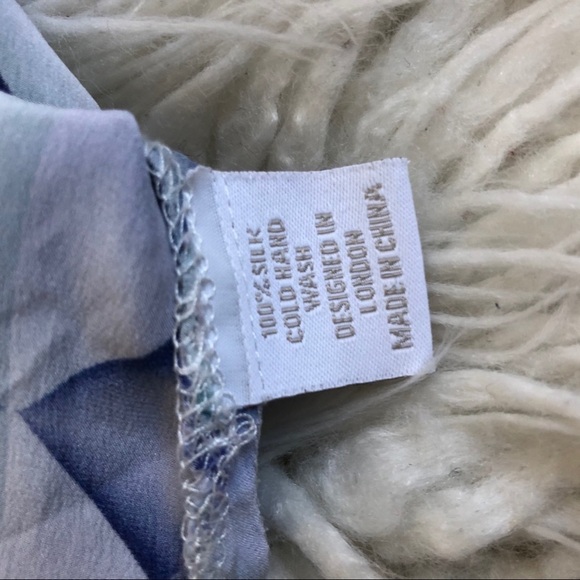 100% SILK
COLD HAND
WASH
DESIGNED IN
LONDON
MADE IN CHINA